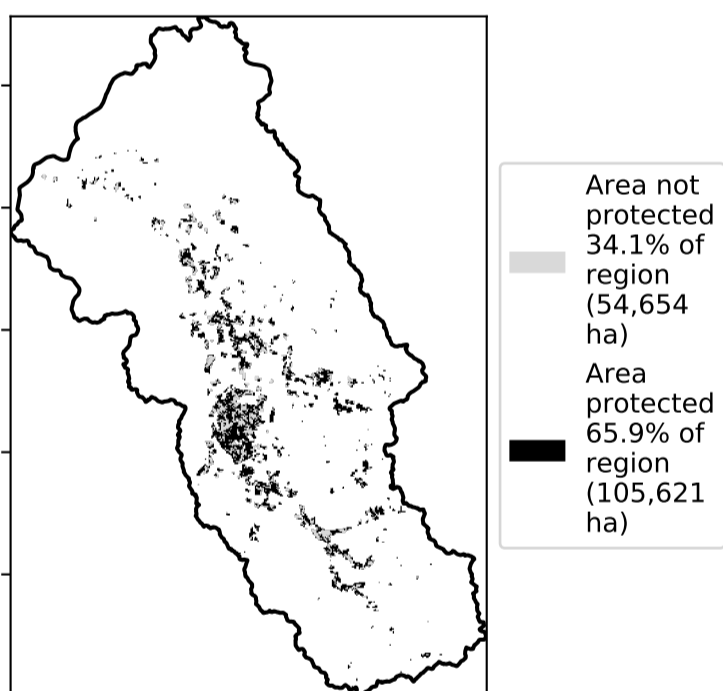 Area not
protected
34.1% of
region
(54,654
ha)
Area
protected
65.9% of
region
(105,621
ha)